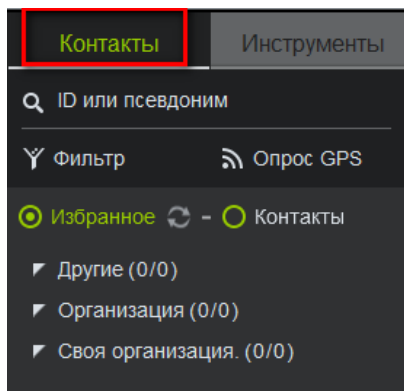 Контакты Инструменты
ID или псевдоним
Фильтр Опрос GPS
Избранное - Контакты
Другие (0/0)
Организация (0/0)
Своя организация. (0/0)